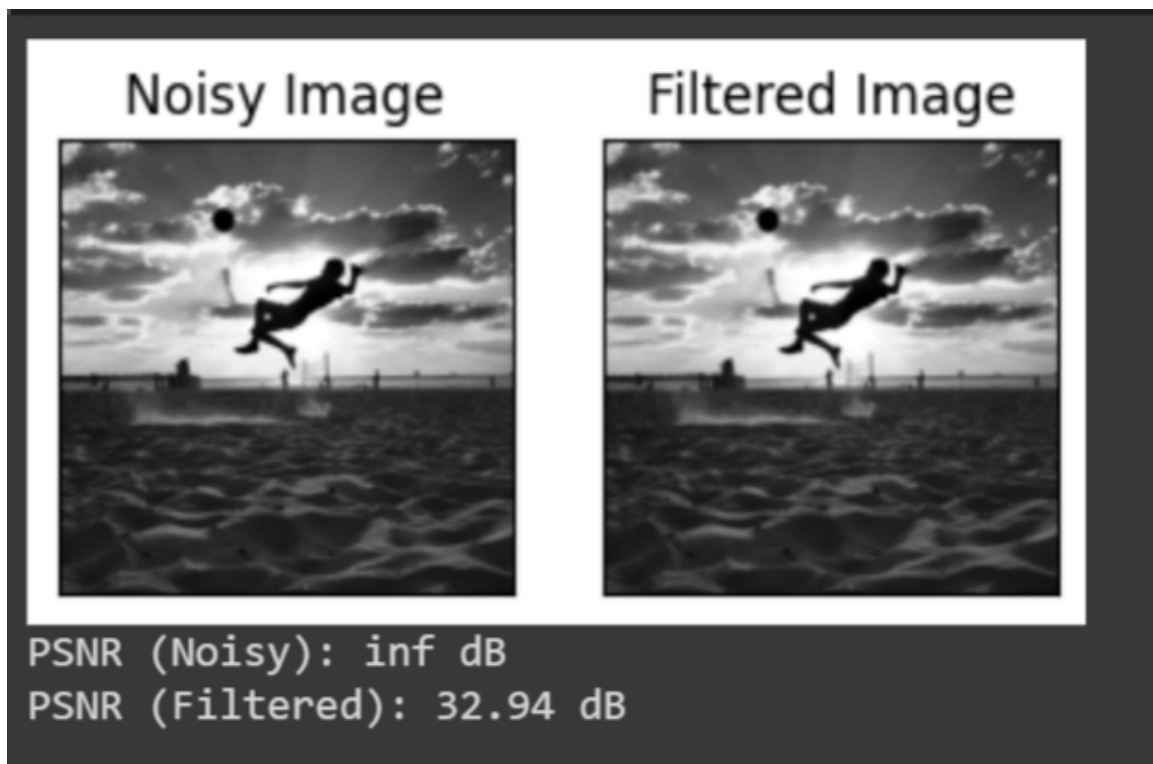 Noisy Image
Filtered Image
PSNR (Noisy): inf dB
PSNR (Filtered): 32.94 dB